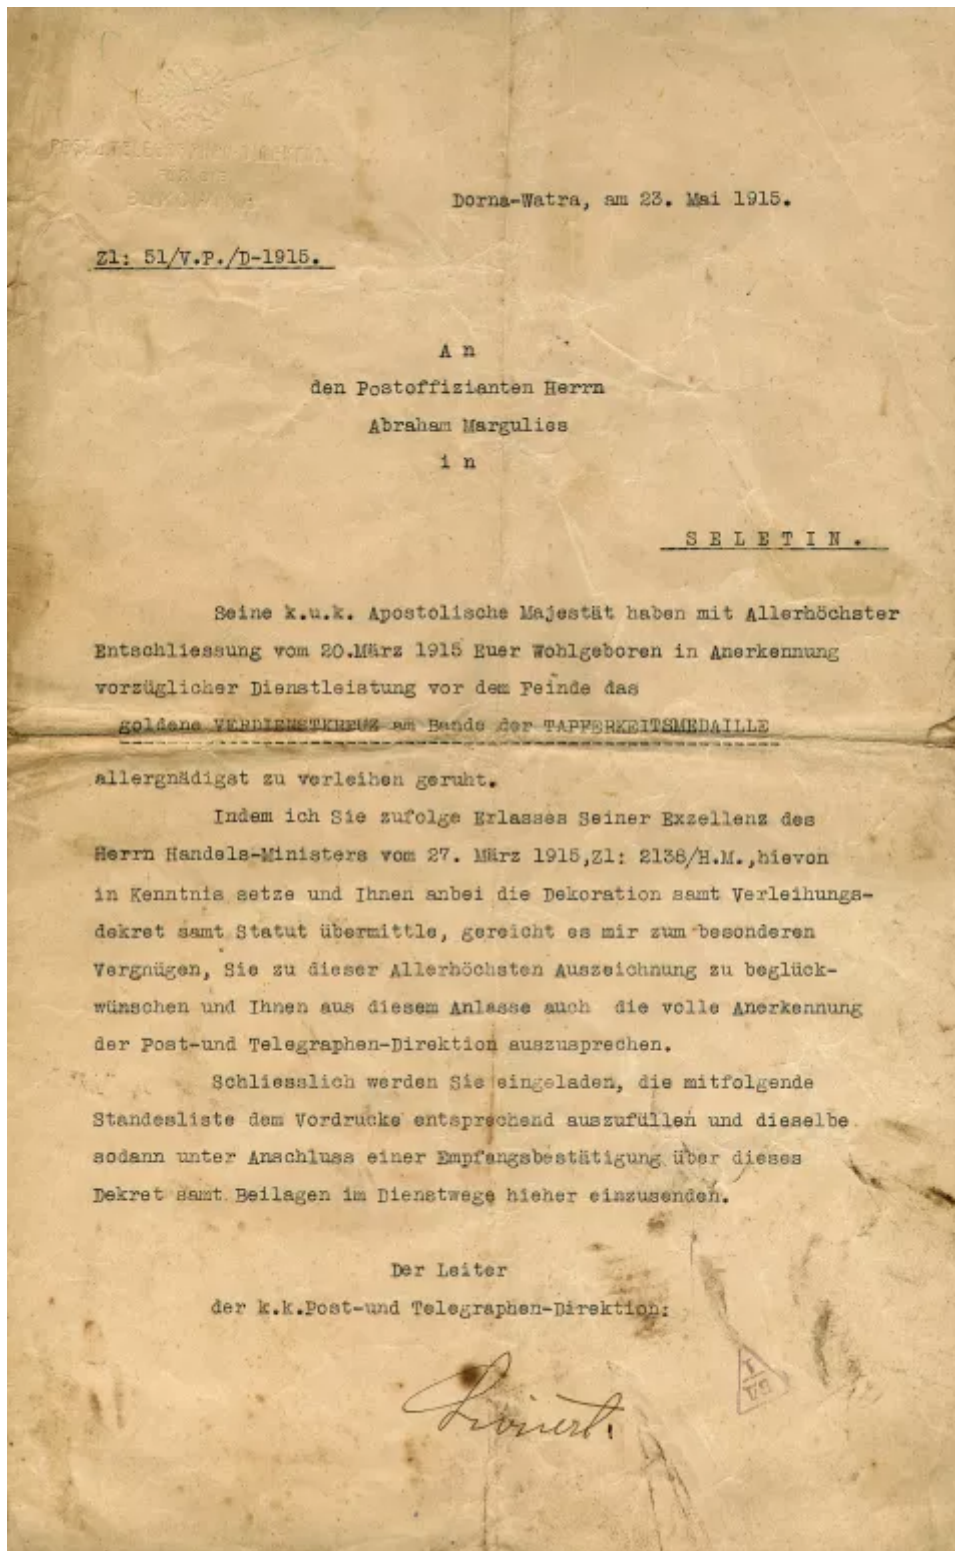 POST-U.TELEGRAPHEN-DIREKTION
FÜR DIE
BUKOWINA
Dorna-Watra, am 23. Mai 1915.
Zl: 51/V.P./D-1915.
A n
den Postoffizianten Herrn
Abraham Margulies
i n
S E L E T I N .
Seine k.u.k. Apostolische Majestät haben mit Allerhöchster
Entschliessung vom 20.März 1915 Euer Wohlgeboren in Anerkennung
vorzüglicher Dienstleistung vor dem Feinde das
goldene VERDIENSTKREUZ am Bande der TAPFERKEITSMEDAILLE
allergnädigst zu verleihen geruht.
Indem ich Sie zufolge Erlasses Seiner Exzellenz des
Herrn Handels-Ministers vom 27. März 1915,Zl: 2138/H.M.,hievon
in Kenntnis setze und Ihnen anbei die Dekoration samt Verleihungs-
dekret samt Statut übermittle, gereicht es mir zum besonderen
Vergnügen, Sie zu dieser Allerhöchsten Auszeichnung zu beglück-
wünschen und Ihnen aus diesem Anlasse auch die volle Anerkennung
der Post-und Telegraphen-Direktion auszusprechen.
Schliesslich werden Sie eingeladen, die mitfolgende
Standesliste dem Vordrucke entsprechend auszufüllen und dieselbe
sodann unter Anschluss einer Empfangsbestätigung über dieses
Dekret samt Beilagen im Dienstwege hieher einzusenden.
Der Leiter
der k.k.Post-und Telegraphen-Direktion: